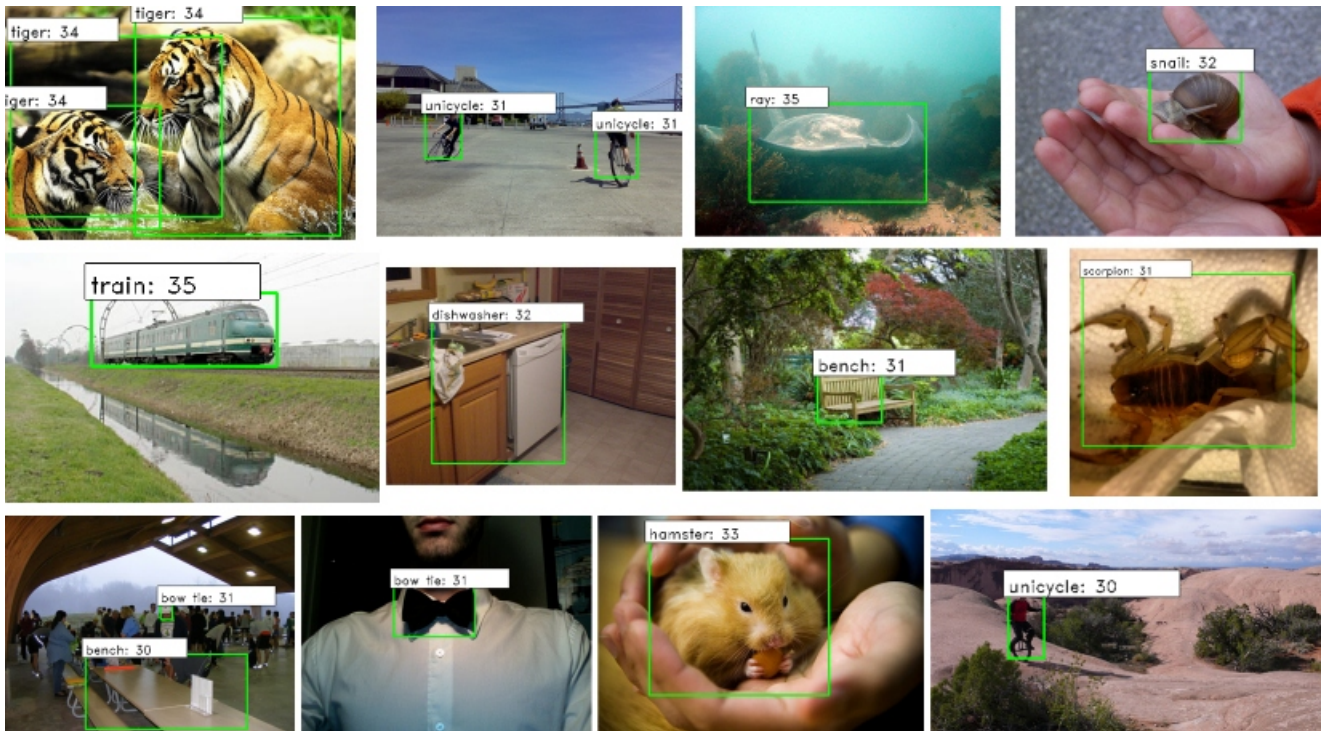 tiger: 34
tiger: 34
iger: 34
unicycle: 31
unicycle: 31
ray: 35
snail: 32
train: 35
dishwasher: 32
bench: 31
scorpion: 31
bow tie: 31
bench: 30
bow tie: 31
hamster: 33
unicycle: 30